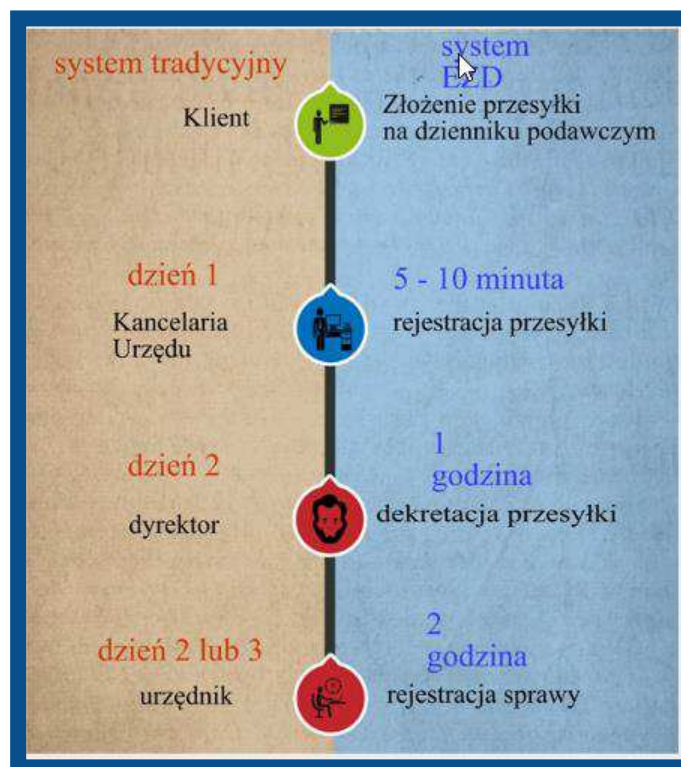 system tradycyjny
system
EZD
Klient
Złożenie przesyłki
na dzienniku podawczym
dzień 1
5 - 10 minuta
Kancelaria
Urzędu
rejestracja przesyłki
dzień 2
1
godzina
dyrektor
dekretacja przesyłki
dzień 2 lub 3
2
godzina
urzędnik
rejestracja sprawy